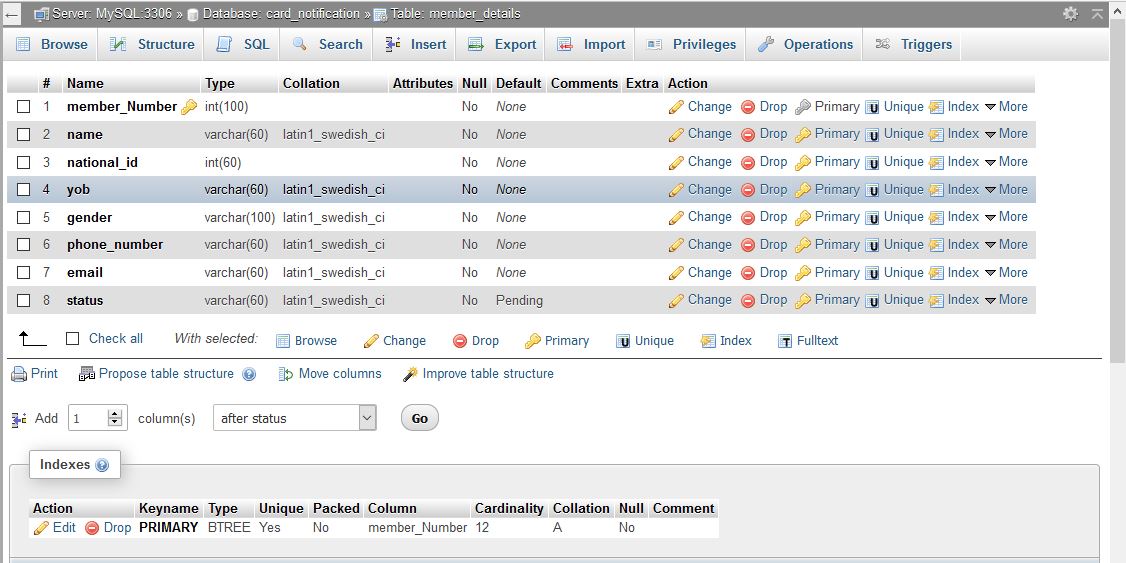 Server: MySQL:3306 » Database: card_notification » Table: member_details
Browse Structure SQL Search Insert Export Import Privileges Operations Triggers
# Name Type Collation Attributes Null Default Comments Extra Action
1 member_Number int(100) No None Change Drop Primary Unique Index More
2 name varchar(60) latin1_swedish_ci No None Change Drop Primary Unique Index More
3 national_id int(60) No None Change Drop Primary Unique Index More
4 yob varchar(60) latin1_swedish_ci No None Change Drop Primary Unique Index More
5 gender varchar(100) latin1_swedish_ci No None Change Drop Primary Unique Index More
6 phone_number varchar(60) latin1_swedish_ci No None Change Drop Primary Unique Index More
7 email varchar(60) latin1_swedish_ci No None Change Drop Primary Unique Index More
8 status varchar(60) latin1_swedish_ci No Pending Change Drop Primary Unique Index More
Check all With selected: Browse Change Drop Primary Unique Index Fulltext
Print Propose table structure Move columns Improve table structure
Add 1 column(s) after status Go
Indexes
Action Keyname Type Unique Packed Column Cardinality Collation Null Comment
Edit Drop PRIMARY BTREE Yes No member_Number 12 A No